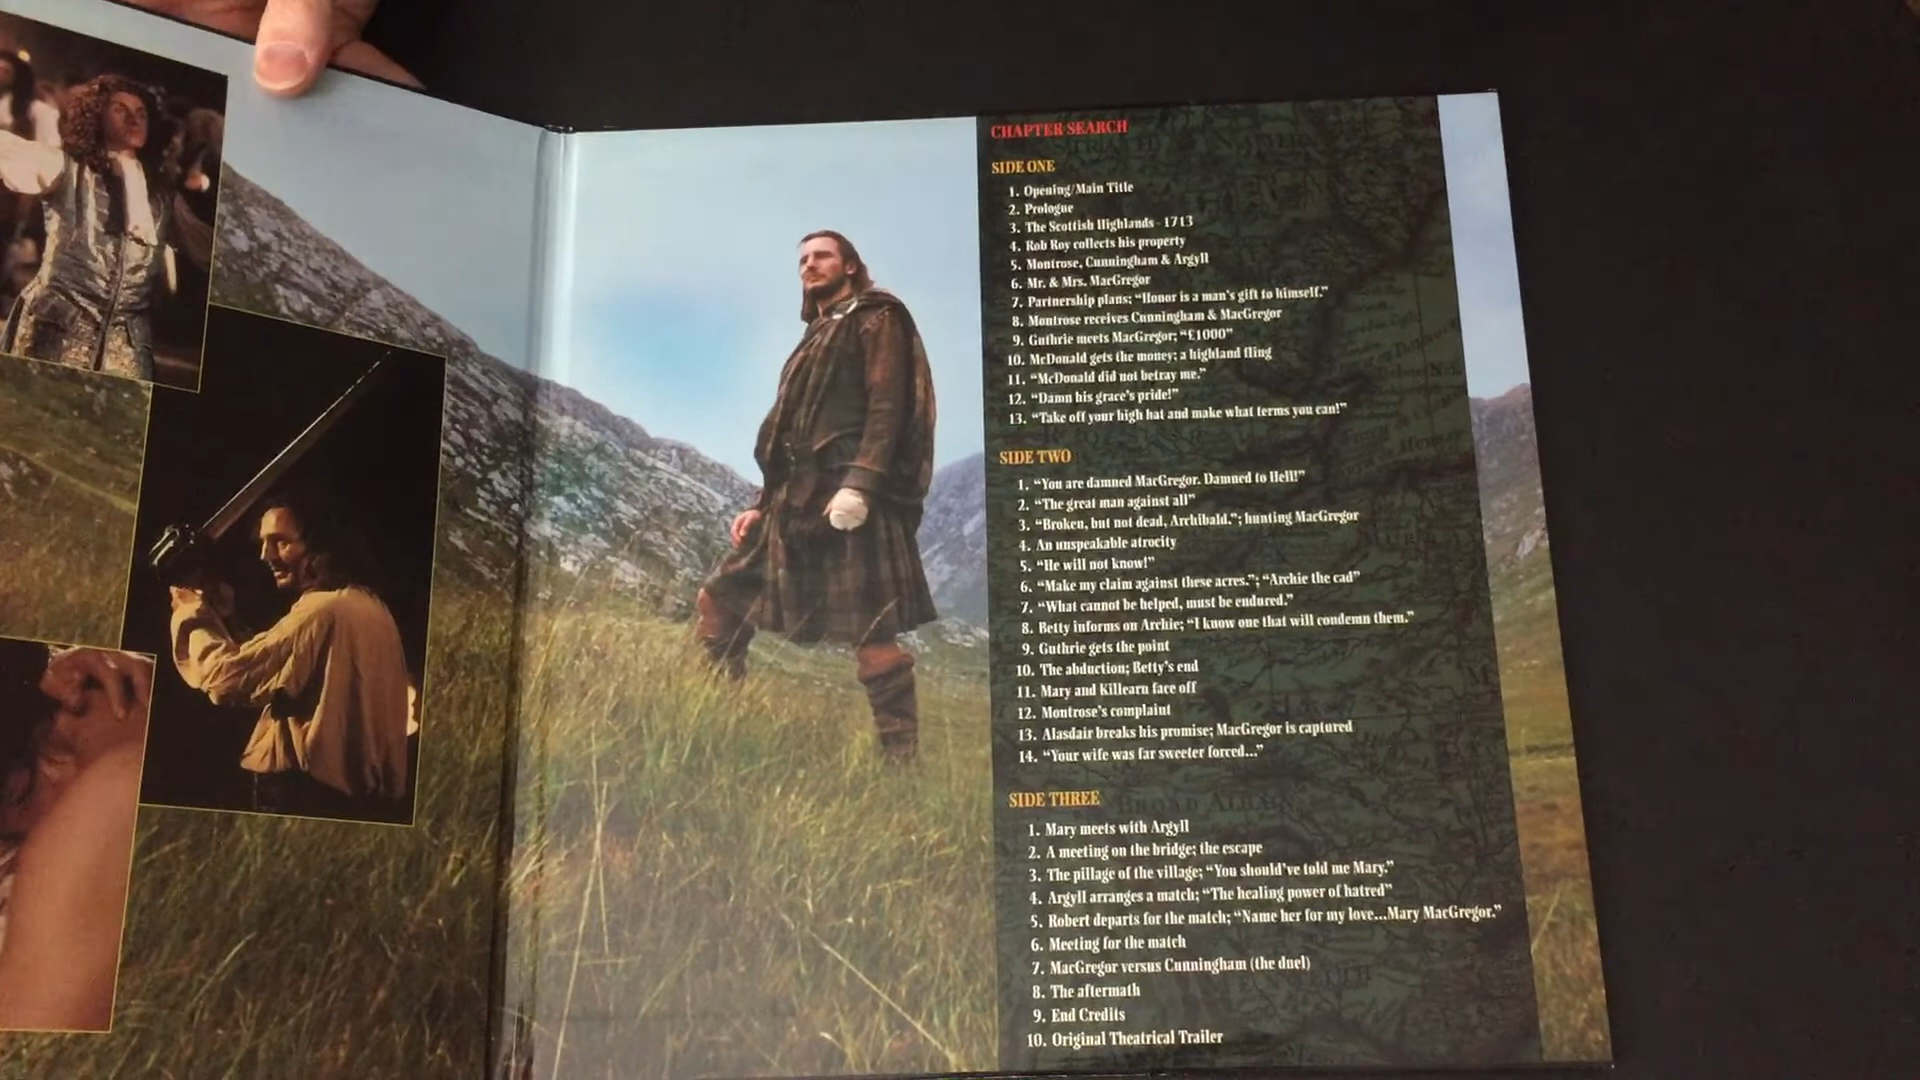 CHAPTER SEARCH
SIDE ONE
1. Opening/Main Title
2. Prologue
3. The Scottish Highlands - 1713
4. Rob Roy collects his property
5. Montrose, Cunningham & Argyll
6. Mr. & Mrs. MacGregor
7. Partnership plans; “Honor is a man's gift to himself.”
8. Montrose receives Cunningham & MacGregor
9. Guthrie meets MacGregor; “£1000”
10. McDonald gets the money; a highland fling
11. “McDonald did not betray me.”
12. “Damn his grace's pride!”
13. “Take off your high hat and make what terms you can!”
SIDE TWO
1. “You are damned MacGregor. Damned to Hell!”
2. “The great man against all”
3. “Broken, but not dead, Archibald.”; hunting MacGregor
4. An unspeakable atrocity
5. “He will not know!”
6. “Make my claim against these acres.”; “Archie the cad”
7. “What cannot be helped, must be endured.”
8. Betty informs on Archie; “I know one that will condemn them.”
9. Guthrie gets the point
10. The abduction; Betty's end
11. Mary and Killearn face off
12. Montrose's complaint
13. Alasdair breaks his promise; MacGregor is captured
14. “Your wife was far sweeter forced...”
SIDE THREE
1. Mary meets with Argyll
2. A meeting on the bridge; the escape
3. The pillage of the village; “You should've told me Mary.”
4. Argyll arranges a match; “The healing power of hatred”
5. Robert departs for the match; “Name her for my love...Mary MacGregor.”
6. Meeting for the match
7. MacGregor versus Cunningham (the duel)
8. The aftermath
9. End Credits
10. Original Theatrical Trailer